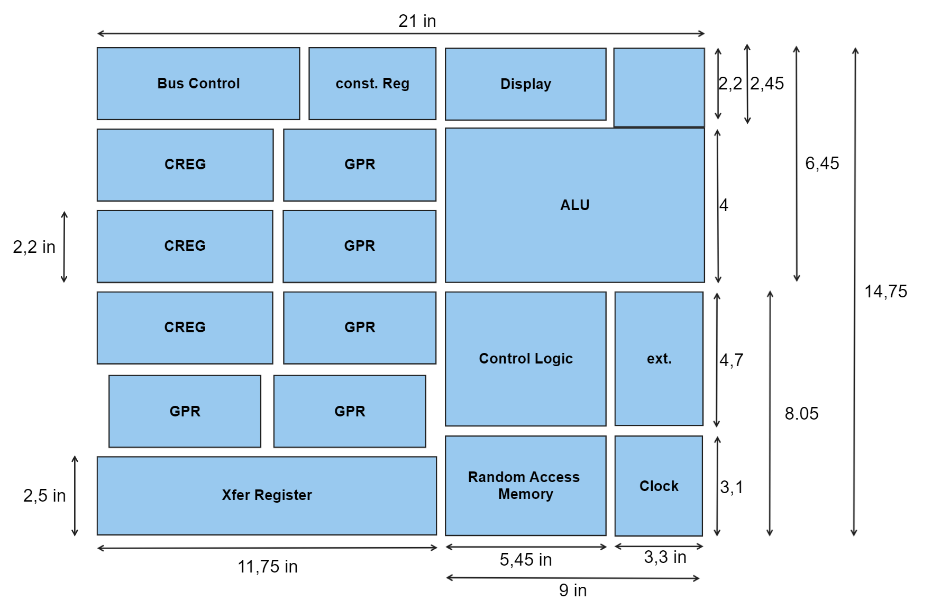 21 in
Bus Control
const. Reg
Display
2,2
2,45
CREG
GPR
6,45
ALU
4
CREG
GPR
2,2 in
14,75
CREG
GPR
Control Logic
ext.
4,7
GPR
GPR
8.05
Xfer Register
2,5 in
Random Access
Memory
Clock
3,1
11,75 in
5,45 in
3,3 in
9 in